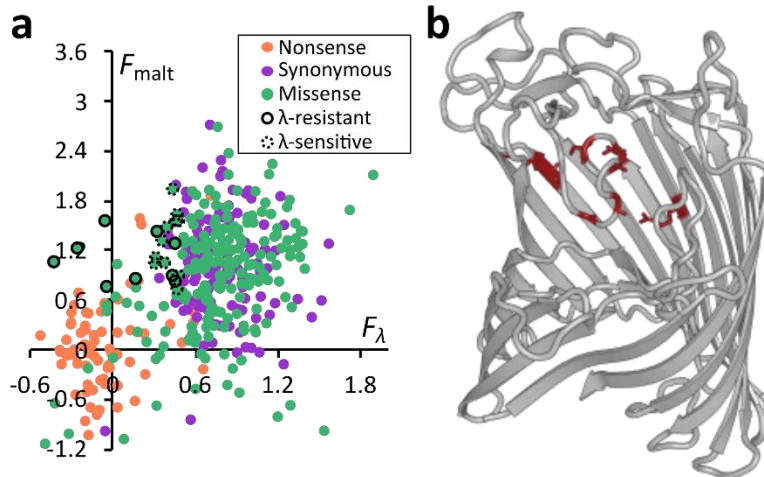 a
b
3.6
F_malt
Nonsense
Synonymous
Missense
λ-resistant
λ-sensitive
3
2.4
1.8
1.2
0.6
F_λ
0
-0.6 0 0.6 1.2 1.8
-0.6
-1.2